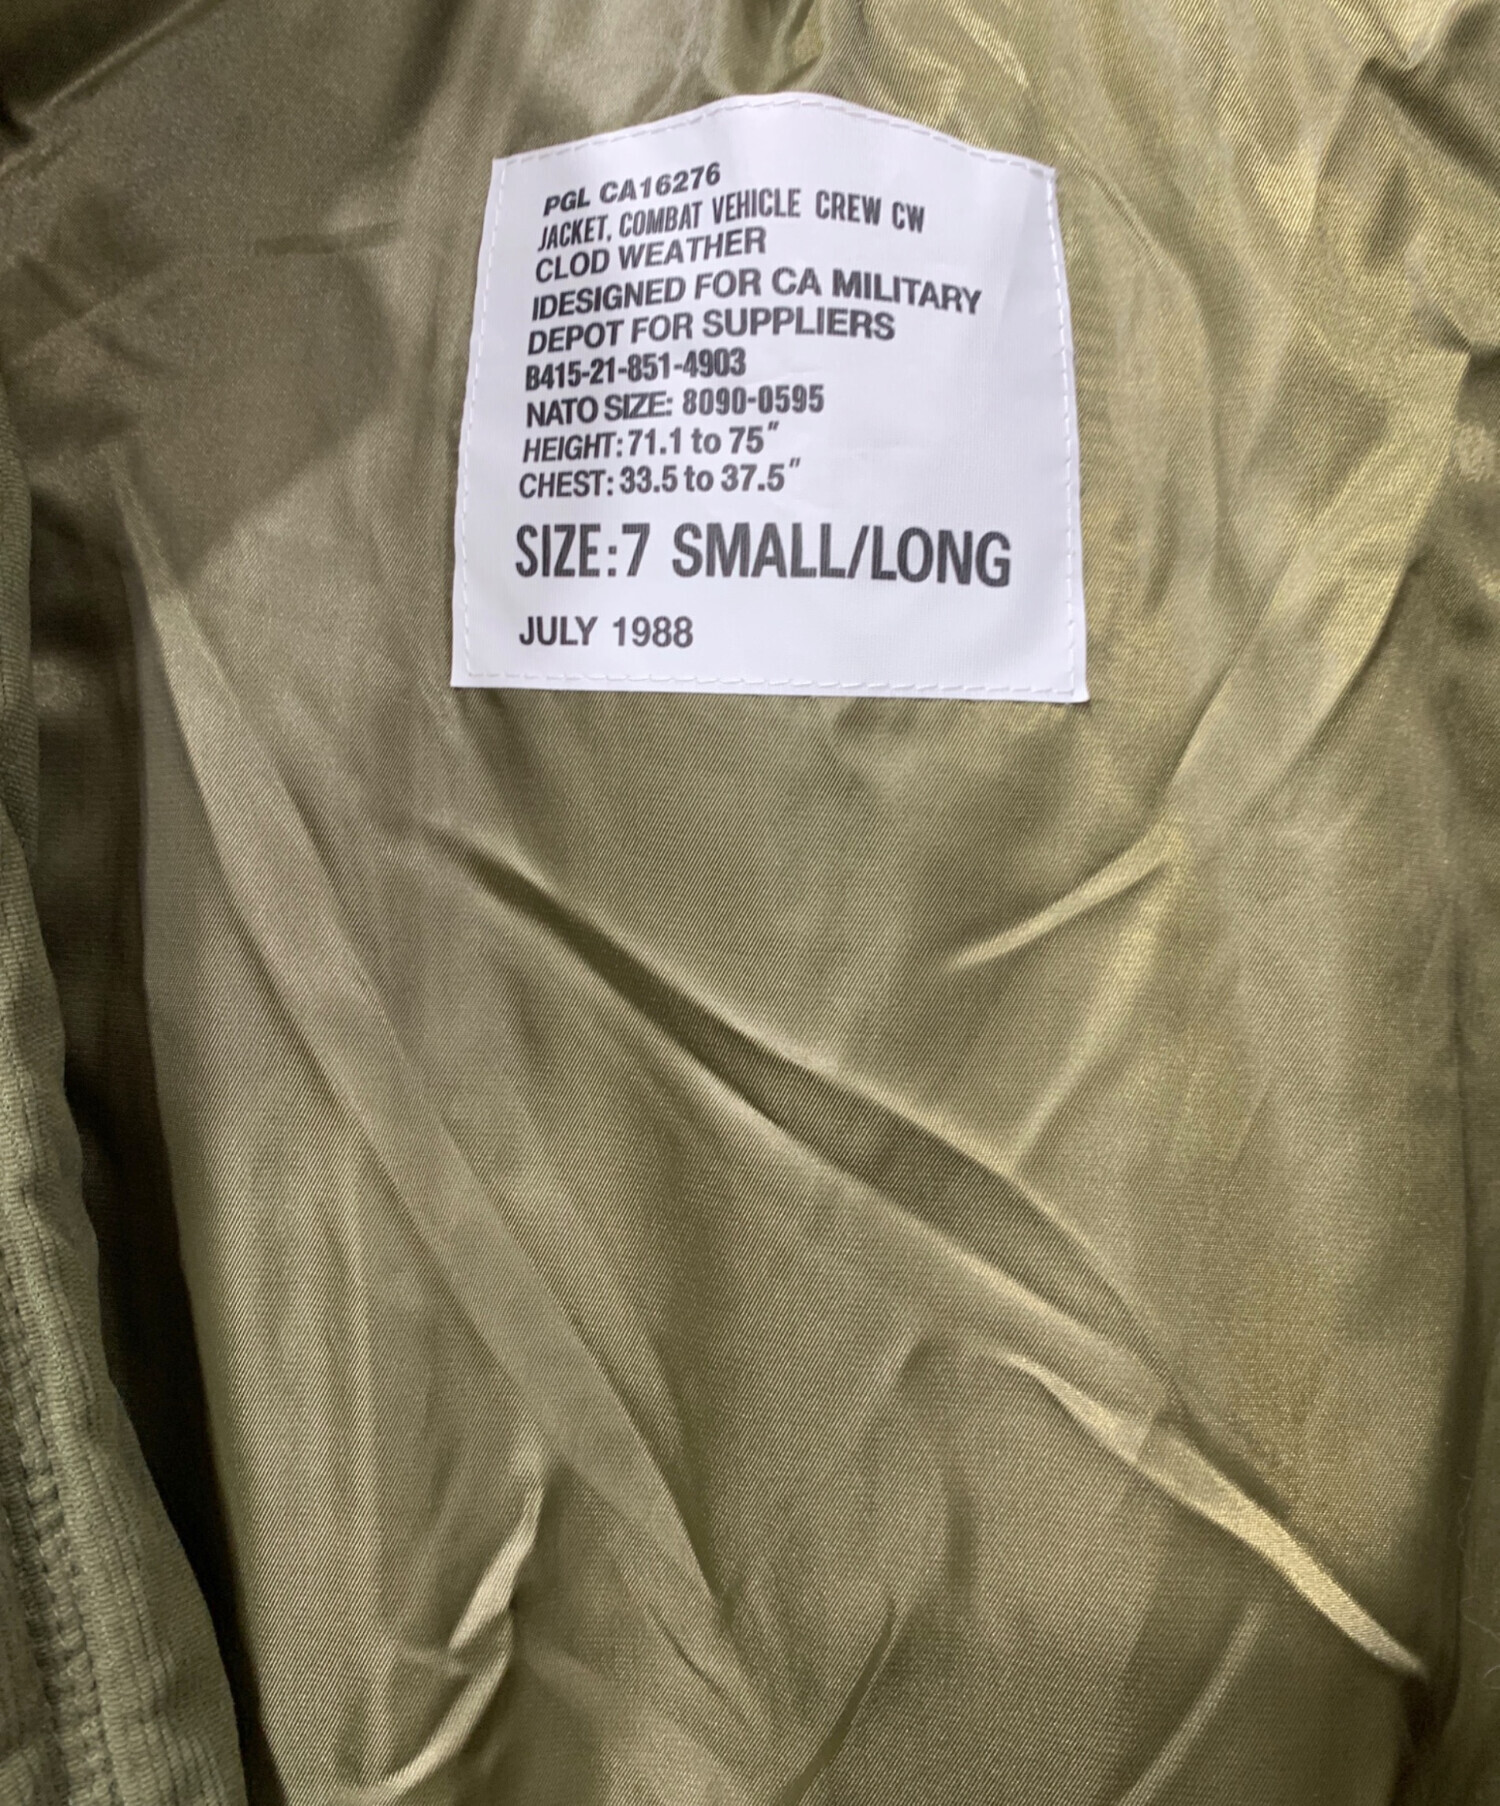 PGL CA16276
JACKET, COMBAT VEHICLE CREW CW
CLOD WEATHER
IDESIGNED FOR CA MILITARY
DEPOT FOR SUPPLIERS
B415-21-851-4903
NATO SIZE: 8090-0595
HEIGHT: 71.1 to 75"
CHEST: 33.5 to 37.5"
SIZE:7 SMALL/LONG
JULY 1988